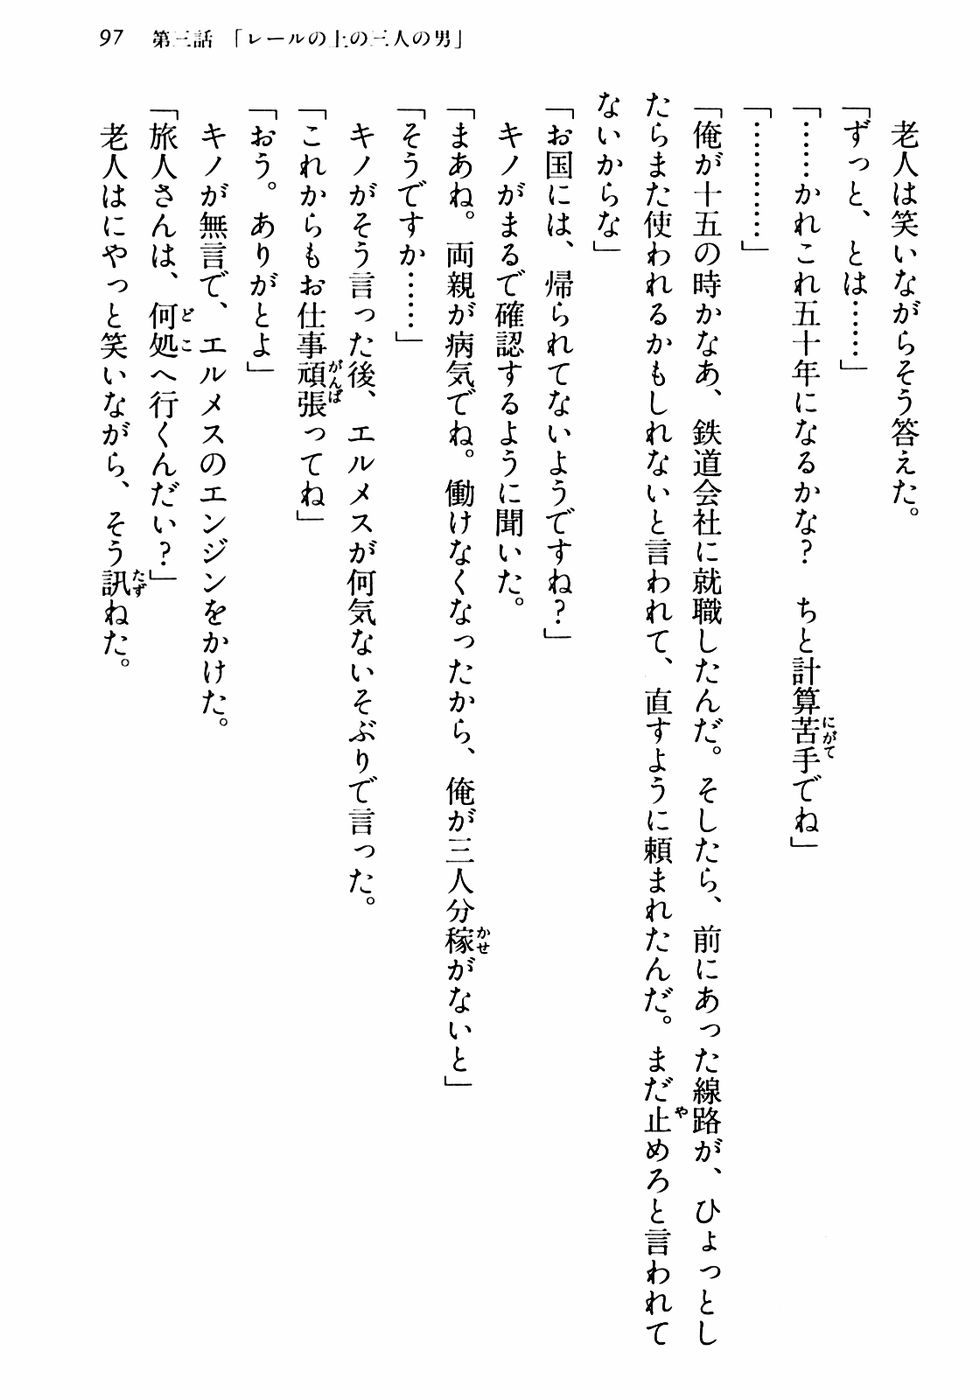 97　第三話　「レールの上の三人の男」
　老人は笑いながらそう答えた。
「ずっと、とは……」
「……かれこれ五十年になるかな？　ちと計算苦手でね」
「…………」
「俺が十五の時かなあ、鉄道会社に就職したんだ。そしたら、前にあった線路が、ひょっとし
たらまた使われるかもしれないと言われて、直すように頼まれたんだ。まだ止めろと言われて
ないからな」
「お国には、帰られてないようですね？」
　キノがまるで確認するように聞いた。
「まあね。両親が病気でね。働けなくなったから、俺が三人分稼がないと」
「そうですか……」
　キノがそう言った後、エルメスが何気ないそぶりで言った。
「これからもお仕事頑張ってね」
「おう。ありがとよ」
　キノが無言で、エルメスのエンジンをかけた。
「旅人さんは、何処へ行くんだい？」
　老人はにやっと笑いながら、そう訊ねた。